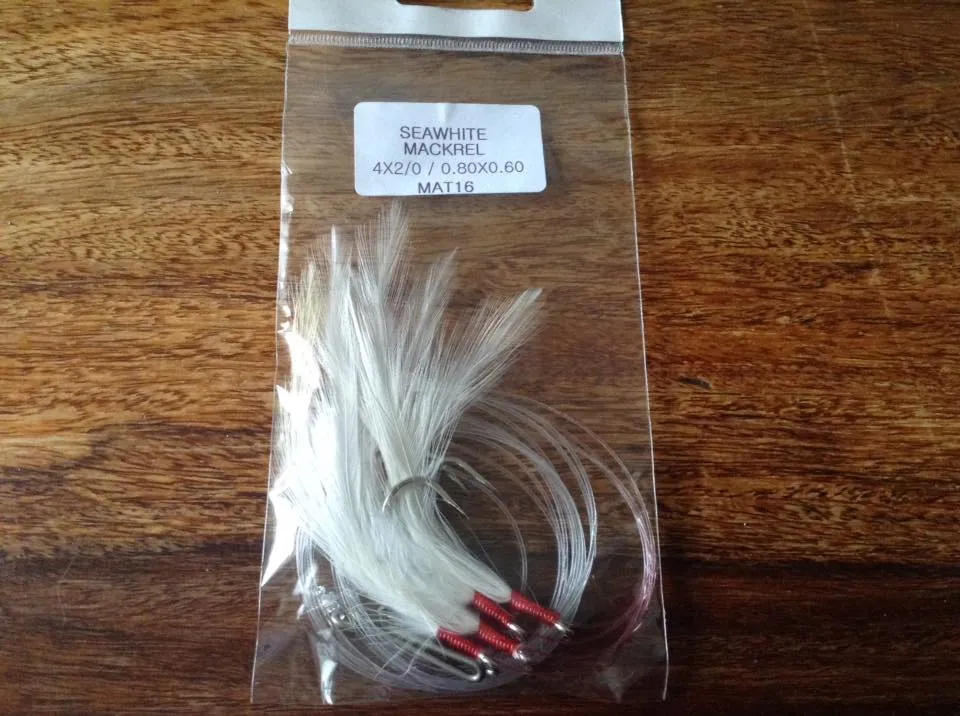 SEAWHITE
MACKREL
4X2/0 / 0.80X0.60
MAT16